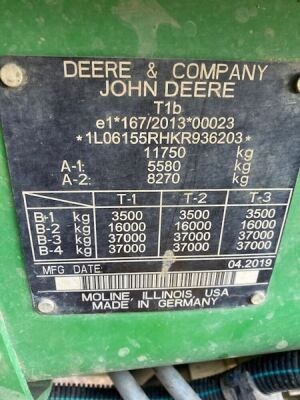 DEERE & COMPANY
JOHN DEERE
T1b
e1*167/2013*00023
*1L06155RHKR936203*
11750 kg
A-1: 5580 kg
A-2: 8270 kg
T-1 T-2 T-3
B-1 kg 3500 3500 3500
B-2 kg 16000 16000 16000
B-3 kg 37000 37000 37000
B-4 kg 37000 37000 37000
MFG DATE: 04.2019
MOLINE, ILLINOIS, USA
MADE IN GERMANY